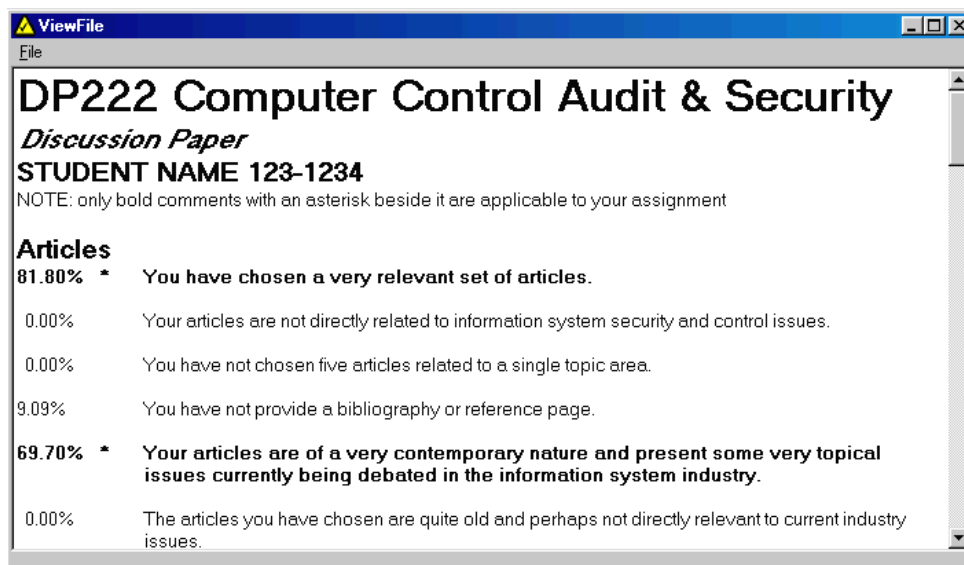 ViewFile
File
DP222 Computer Control Audit & Security
Discussion Paper
STUDENT NAME 123-1234
NOTE: only bold comments with an asterisk beside it are applicable to your assignment
Articles
81.80% * You have chosen a very relevant set of articles.
0.00% Your articles are not directly related to information system security and control issues.
0.00% You have not chosen five articles related to a single topic area.
9.09% You have not provide a bibliography or reference page.
69.70% * Your articles are of a very contemporary nature and present some very topical
issues currently being debated in the information system industry.
0.00% The articles you have chosen are quite old and perhaps not directly relevant to current industry
issues.